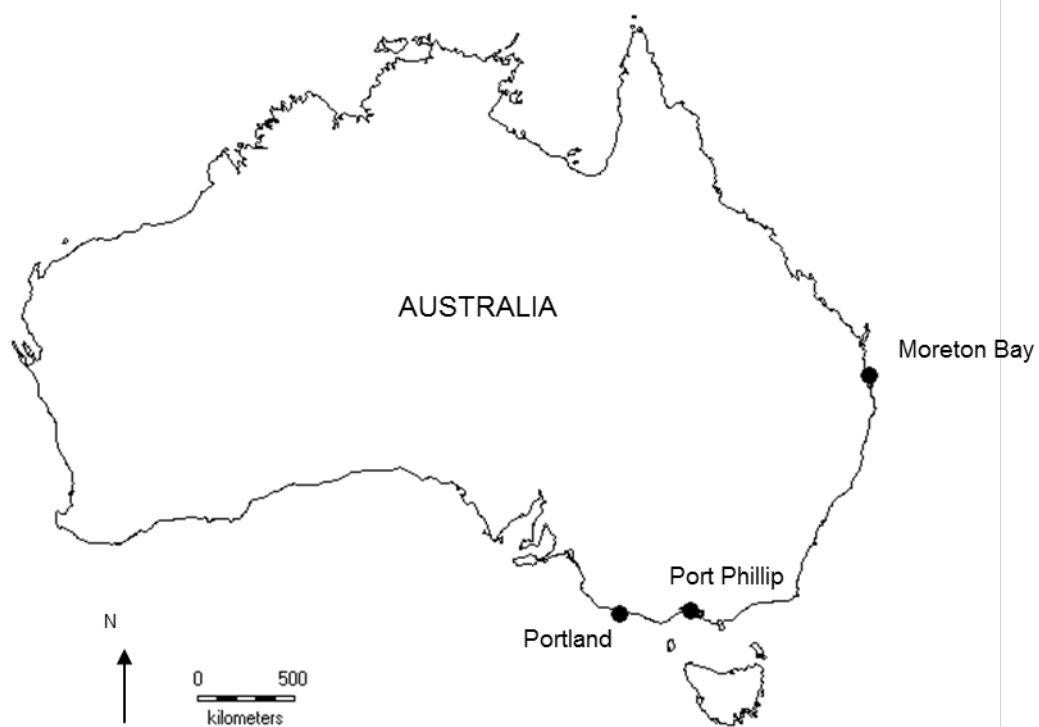 AUSTRALIA
Moreton Bay
Port Phillip
Portland
N
0 500
kilometers